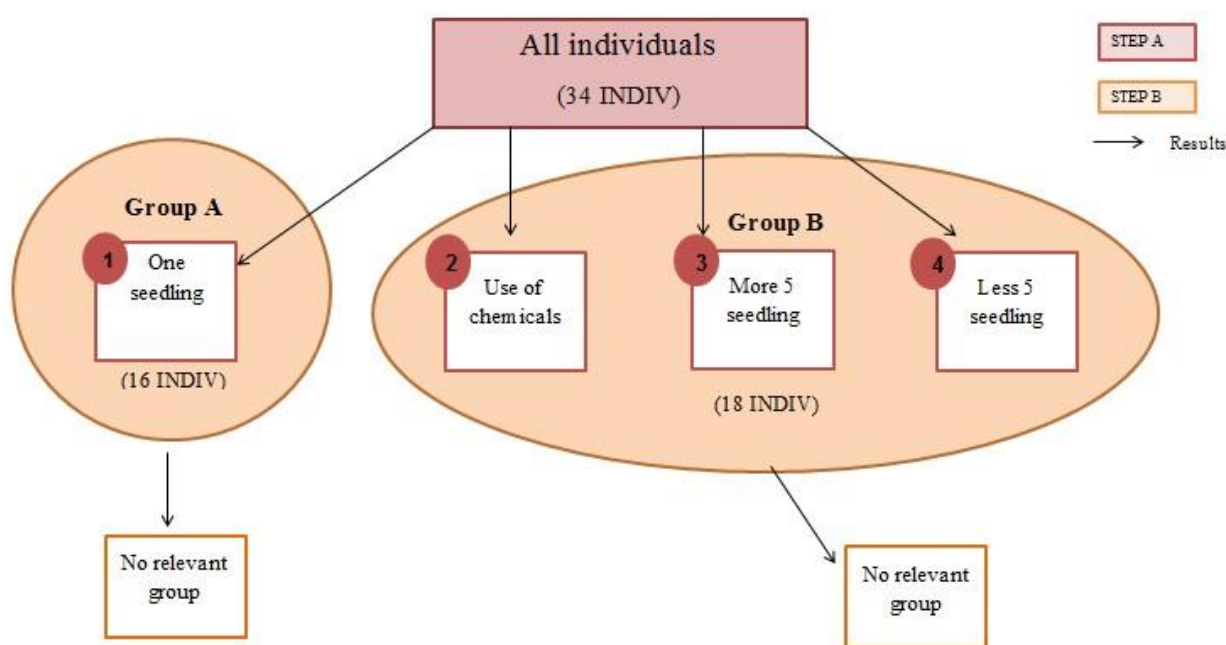 All individuals
(34 INDIV)
STEP A
STEP B
Results
Group A
1
One
seedling
(16 INDIV)
Group B
2
Use of
chemicals
3
More 5
seedling
4
Less 5
seedling
(18 INDIV)
No relevant
group
No relevant
group